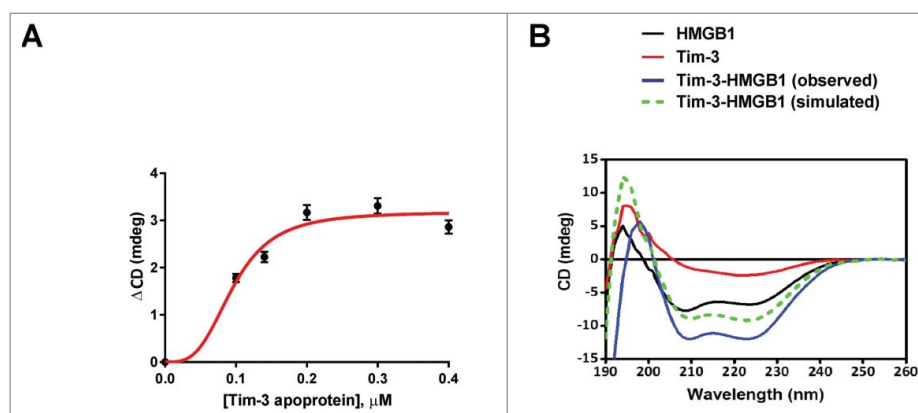 A
4
3
2
1
0
ΔCD (mdeg)
0.0 0.1 0.2 0.3 0.4
[Tim-3 apoprotein], μM
B
HMGB1
Tim-3
Tim-3-HMGB1 (observed)
Tim-3-HMGB1 (simulated)
15
10
5
0
-5
-10
-15
CD (mdeg)
190 200 210 220 230 240 250 260
Wavelength (nm)